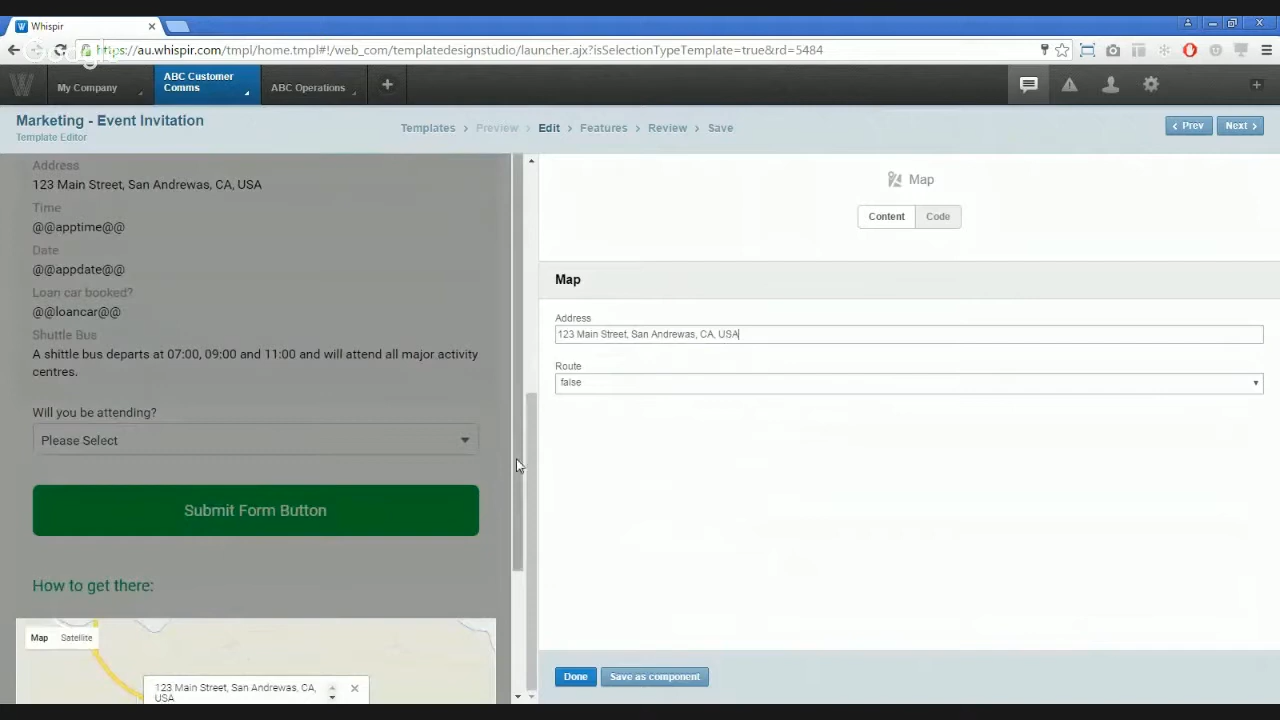 Whispir
https://au.whispir.com/tmpl/home.tmpl#!/web_com/templatedesignstudio/launcher.ajx?isSelectionTypeTemplate=true&rd=5484
My Company
ABC Customer
Comms
ABC Operations
Marketing - Event Invitation
Template Editor
Templates > Preview > Edit > Features > Review > Save
Prev
Next
Address
123 Main Street, San Andrewas, CA, USA
Time
@@apptime@@
Date
@@appdate@@
Loan car booked?
@@loancar@@
Shuttle Bus
A shittle bus departs at 07:00, 09:00 and 11:00 and will attend all major activity
centres.
Will you be attending?
Please Select
Submit Form Button
How to get there:
Map Satellite
123 Main Street, San Andrewas, CA,
USA
Map
Content Code
Map
Address
123 Main Street, San Andrewas, CA, USA
Route
false
Done Save as component